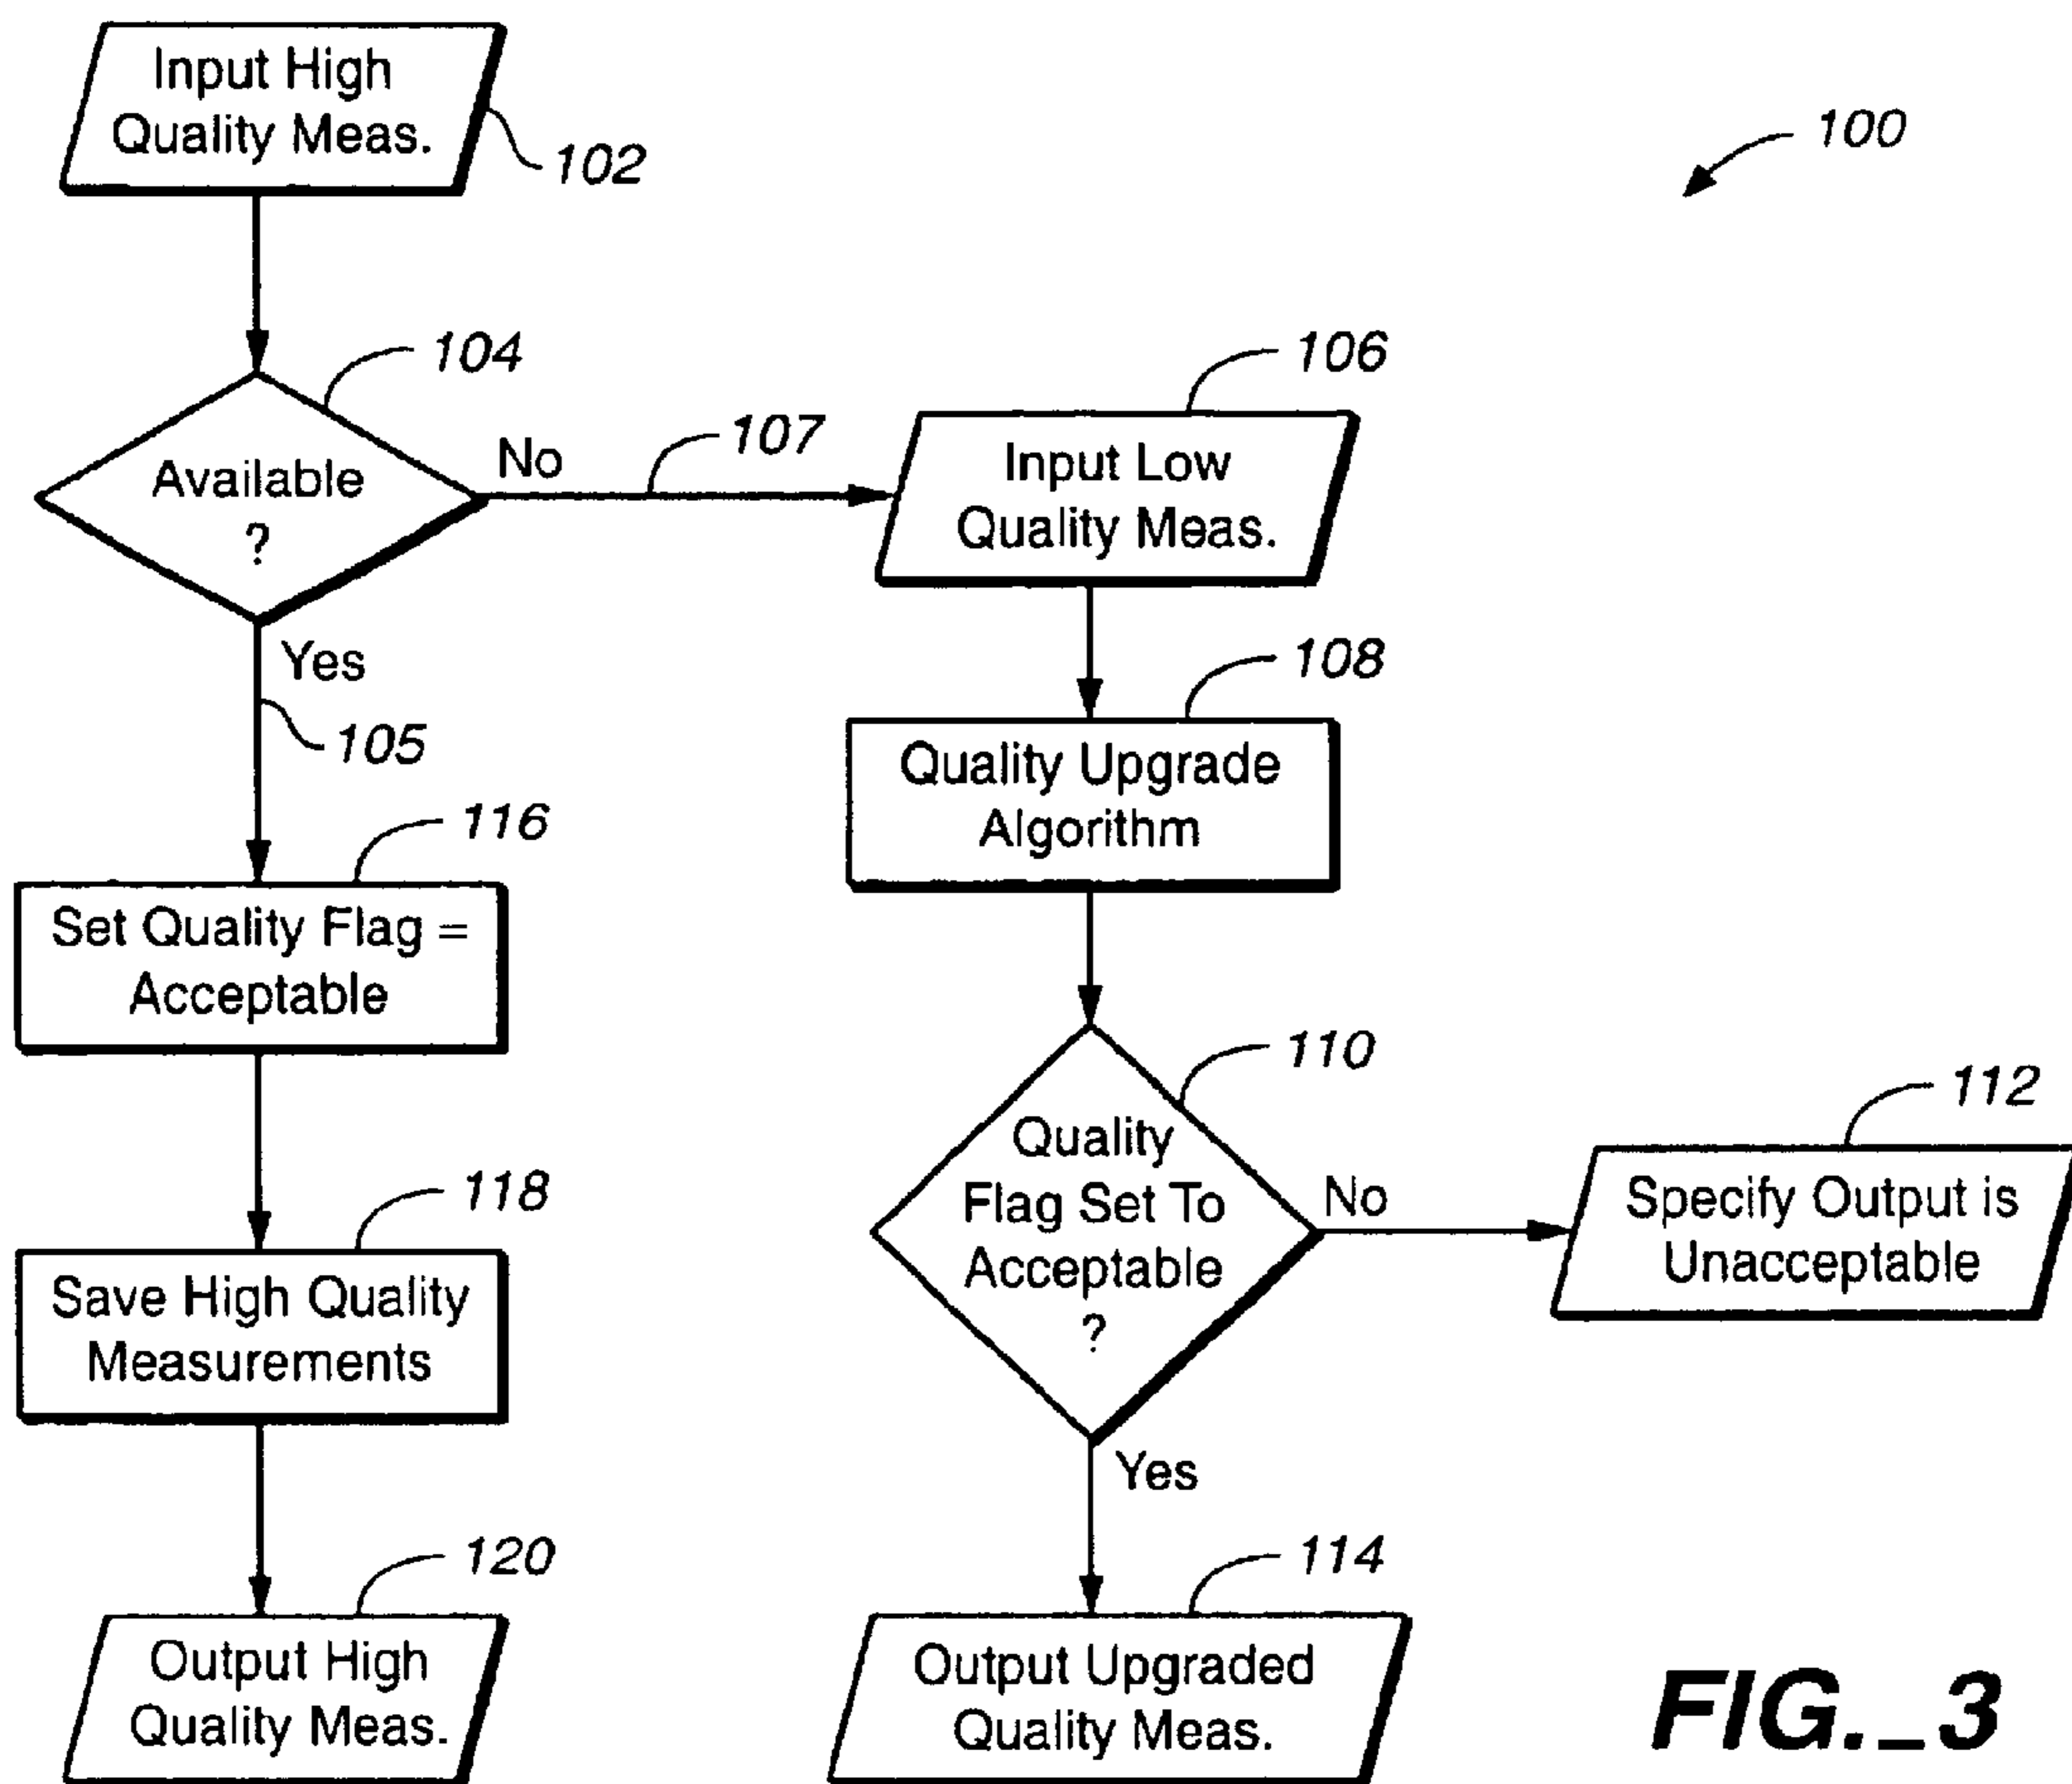 Input High
Quality Meas.
102
100
104
Available
?
No
107
106
Input Low
Quality Meas.
Yes
105
108
Quality Upgrade
Algorithm
116
Set Quality Flag =
Acceptable
110
Quality
Flag Set To
Acceptable
?
No
112
Specify Output is
Unacceptable
118
Save High Quality
Measurements
Yes
120
Output High
Quality Meas.
114
Output Upgraded
Quality Meas.
FIG._3